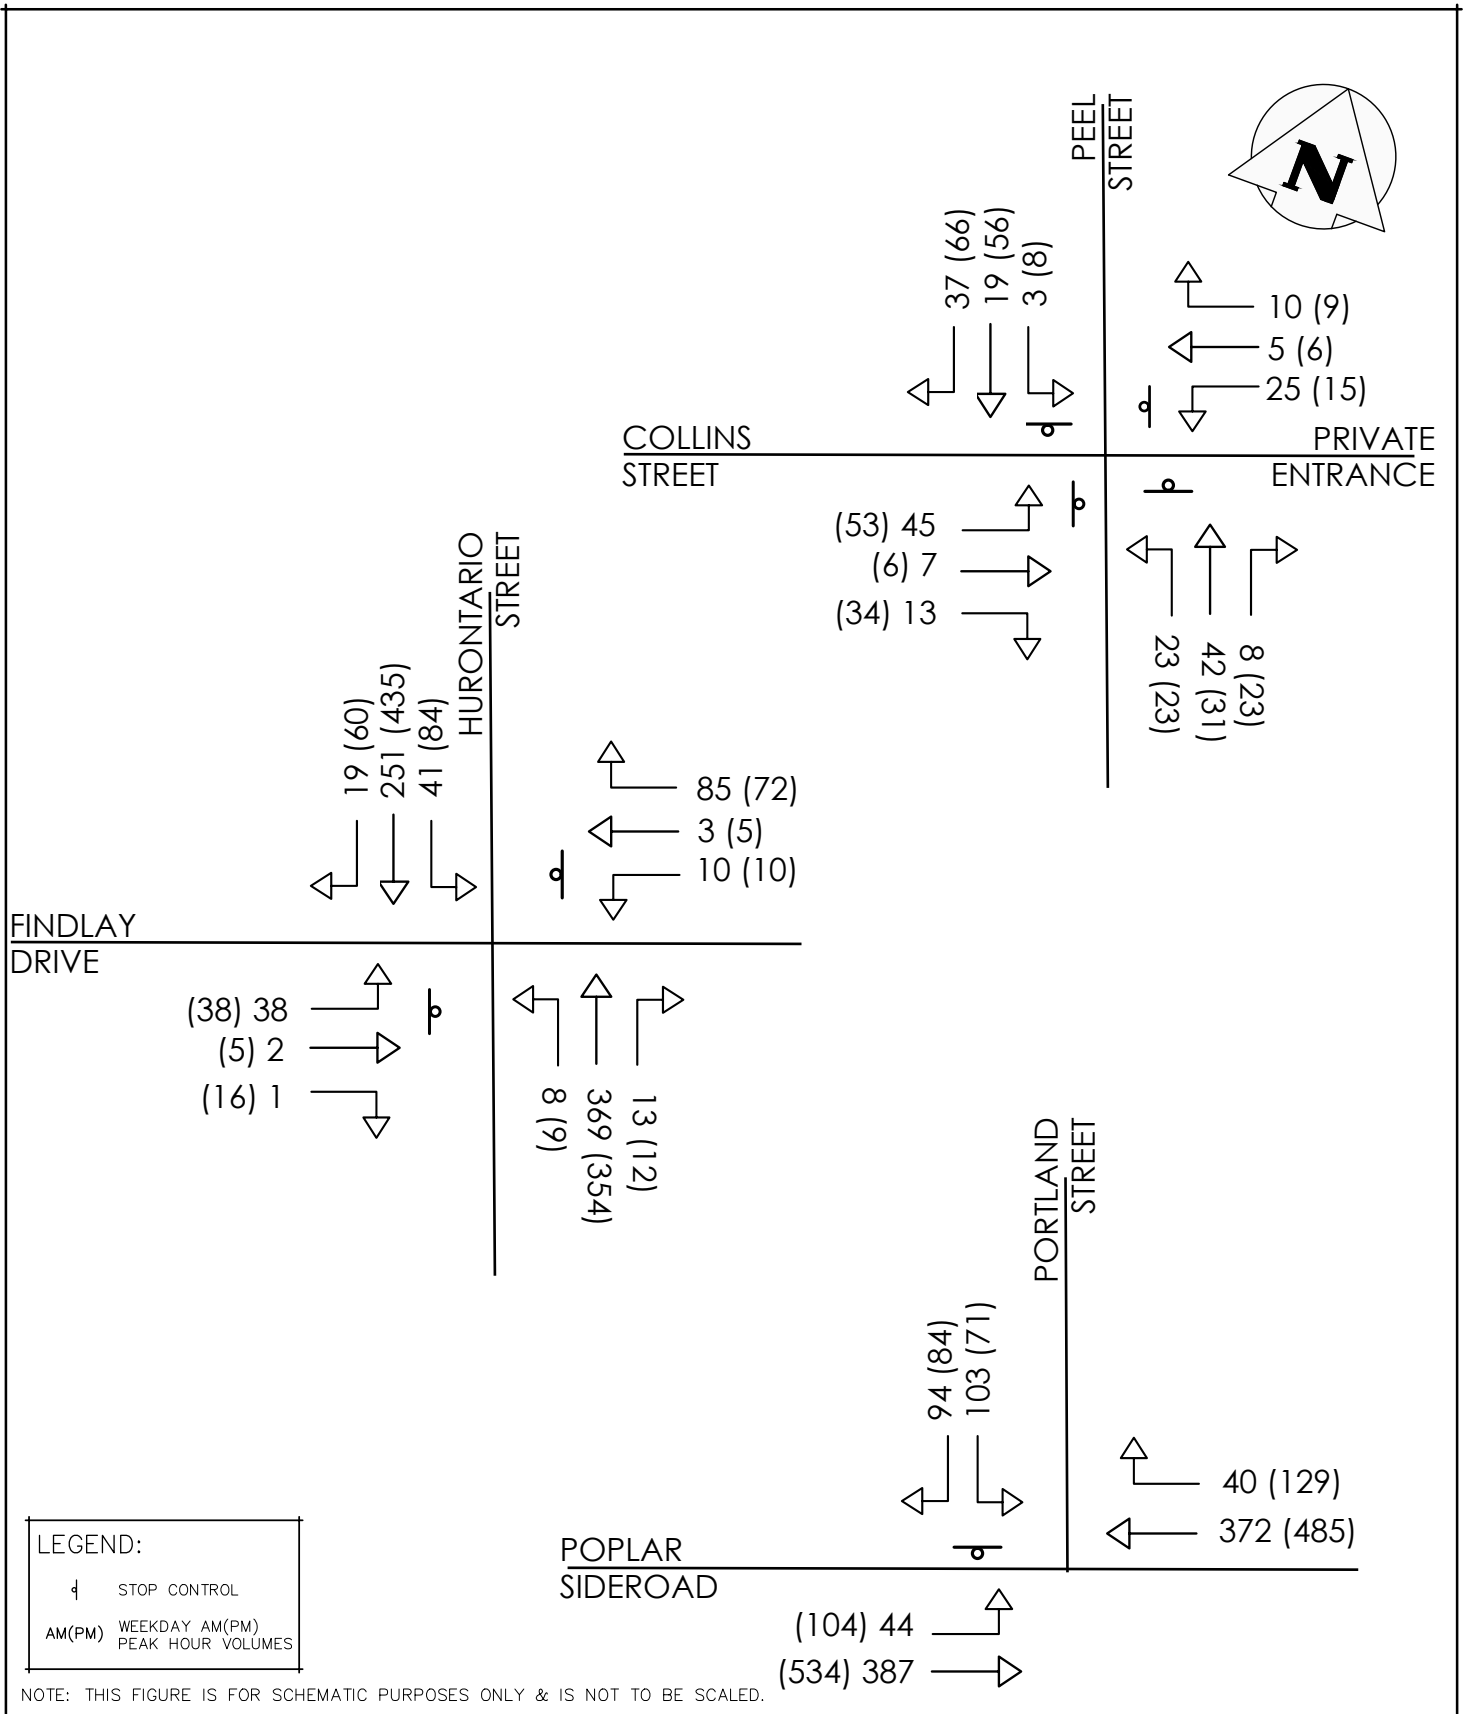 PEEL
STREET
N
37 (66)
19 (56)
3 (8)
10 (9)
5 (6)
25 (15)
COLLINS
STREET
PRIVATE
ENTRANCE
(53) 45
(6) 7
(34) 13
23 (23)
42 (31)
8 (23)
HURONTARIO
STREET
19 (60)
251 (435)
41 (84)
85 (72)
3 (5)
10 (10)
FINDLAY
DRIVE
(38) 38
(5) 2
(16) 1
8 (9)
369 (354)
13 (12)
PORTLAND
STREET
94 (84)
103 (71)
40 (129)
372 (485)
POPLAR
SIDEROAD
(104) 44
(534) 387
LEGEND:
STOP CONTROL
AM(PM) WEEKDAY AM(PM)
PEAK HOUR VOLUMES
NOTE: THIS FIGURE IS FOR SCHEMATIC PURPOSES ONLY & IS NOT TO BE SCALED.